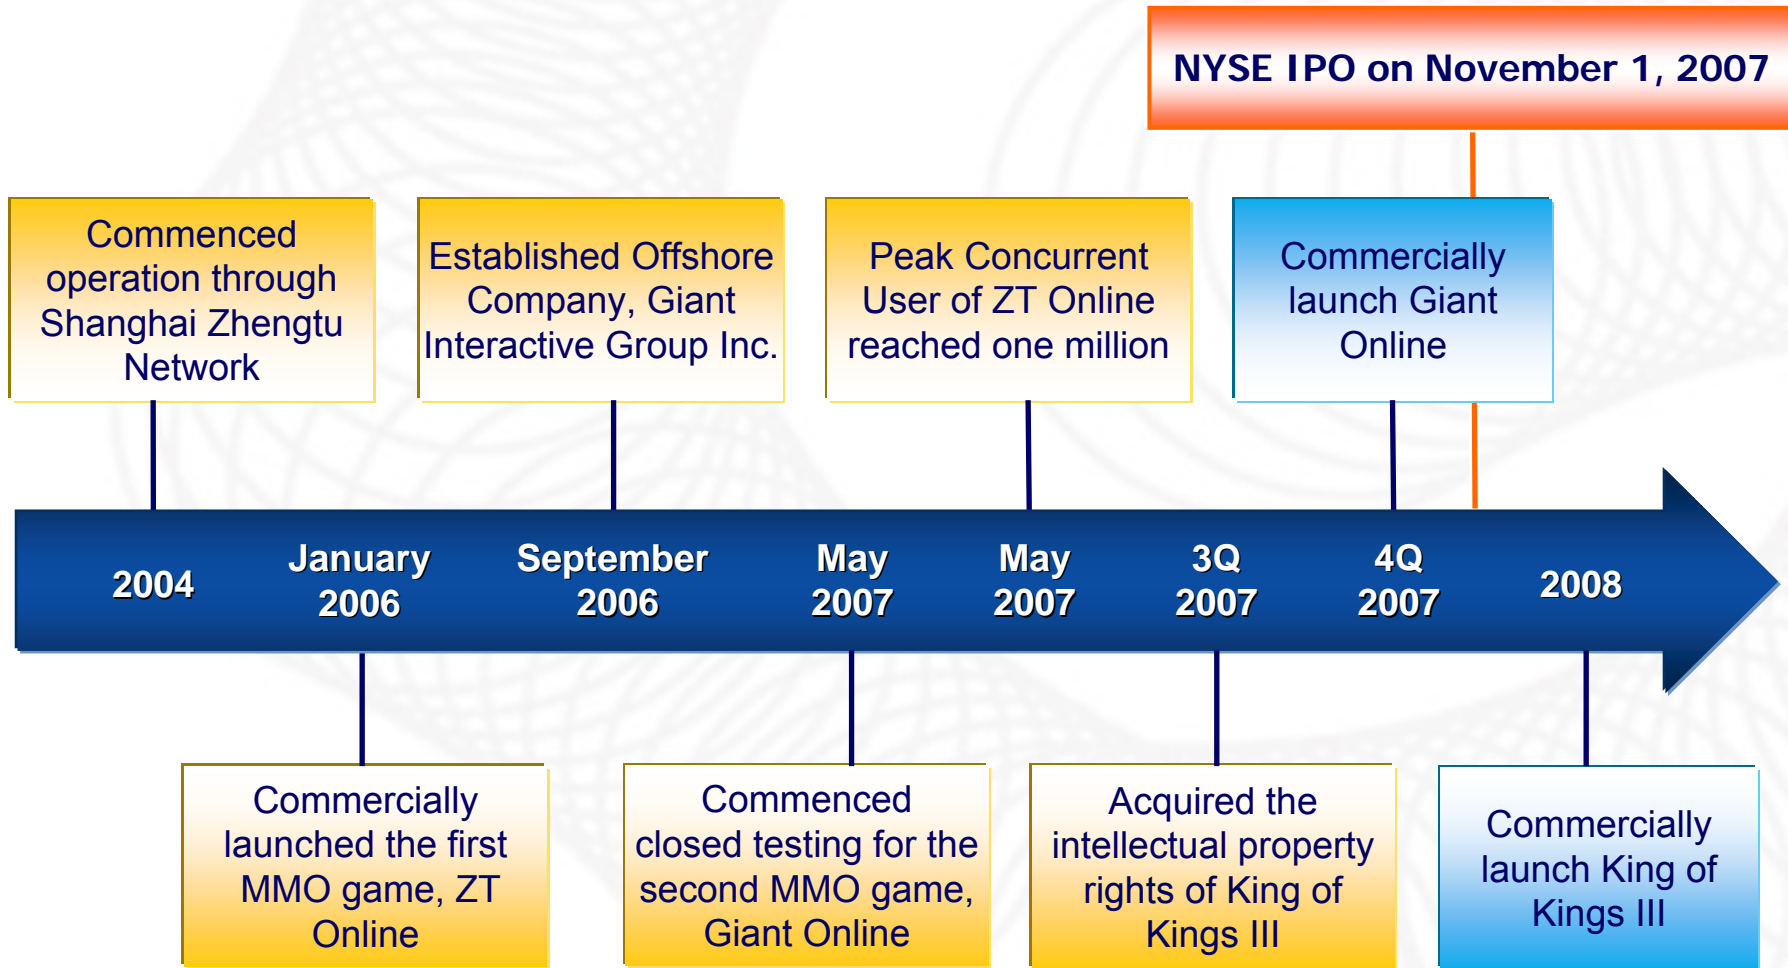 NYSE IPO on November 1, 2007
Commenced
operation through
Shanghai Zhengtu
Network
Established Offshore
Company, Giant
Interactive Group Inc.
Peak Concurrent
User of ZT Online
reached one million
Commercially
launch Giant
Online
2004
January
2006
September
2006
May
2007
May
2007
3Q
2007
4Q
2007
2008
Commercially
launched the first
MMO game, ZT
Online
Commenced
closed testing for the
second MMO game,
Giant Online
Acquired the
intellectual property
rights of King of
Kings III
Commercially
launch King of
Kings III